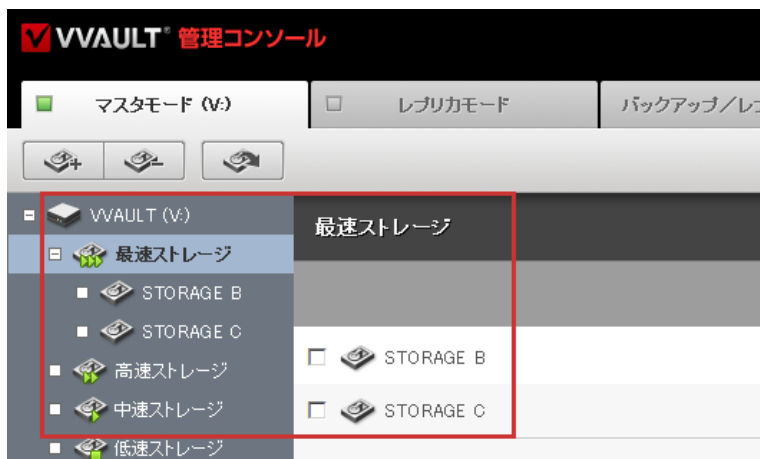 VVAULT® 管理コンソール
マスタモード (V:)
レプリカモード
バックアップ/レ
VVAULT (V:)
最速ストレージ
STORAGE B
STORAGE C
高速ストレージ
中速ストレージ
低速ストレージ
最速ストレージ
STORAGE B
STORAGE C